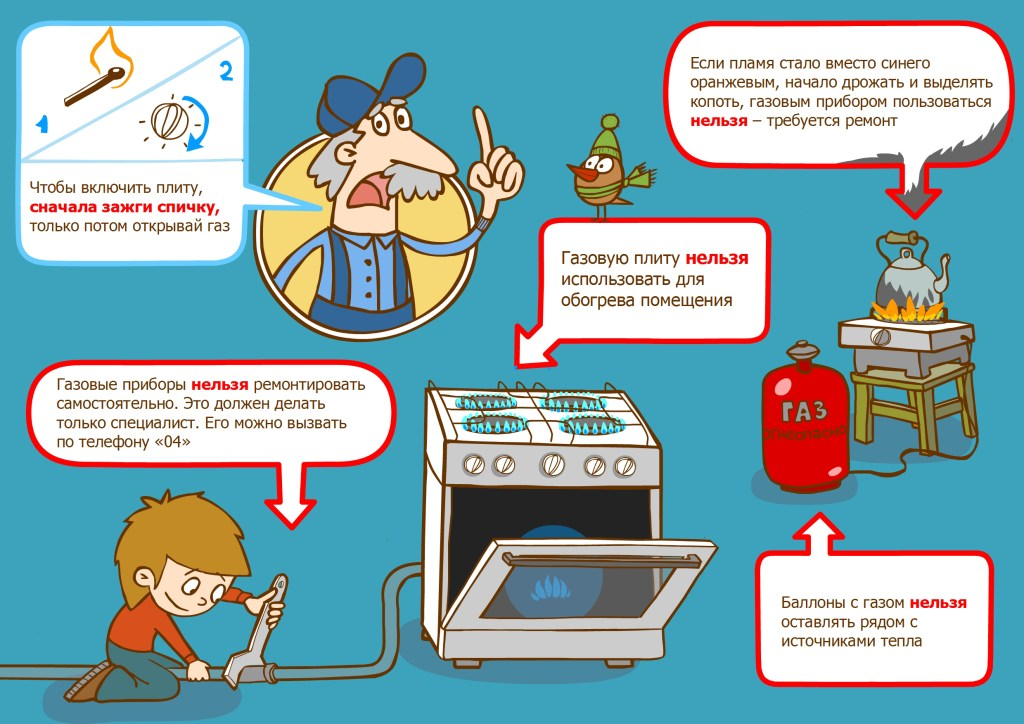 1
2
Чтобы включить плиту,
сначала зажги спичку,
только потом открывай газ
Если пламя стало вместо синего
оранжевым, начало дрожать и выделять
копоть, газовым прибором пользоваться
нельзя – требуется ремонт
Газовую плиту нельзя
использовать для
обогрева помещения
Газовые приборы нельзя ремонтировать
самостоятельно. Это должен делать
только специалист. Его можно вызвать
по телефону «04»
ГАЗ
ОГНЕОПАСНО
Баллоны с газом нельзя
оставлять рядом с
источниками тепла